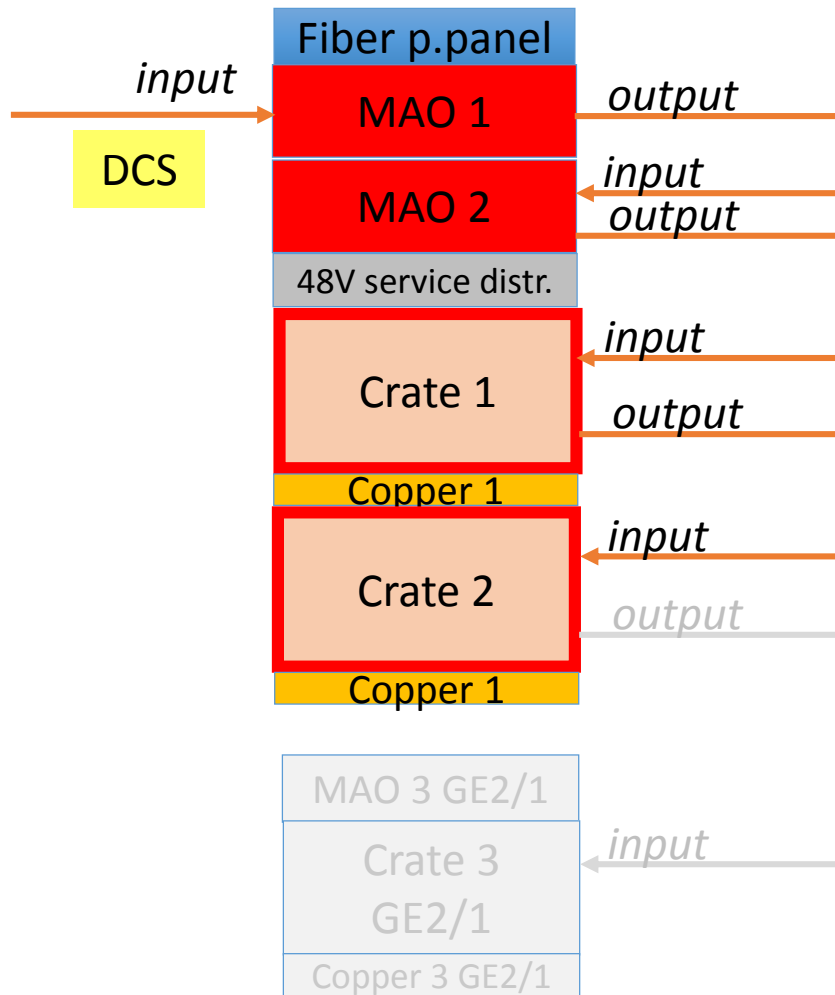 Fiber p.panel
input
MAO 1
output
DCS
input
MAO 2
output
48V service distr.
input
Crate 1
output
Copper 1
input
Crate 2
output
Copper 1
MAO 3 GE2/1
input
Crate 3
GE2/1
Copper 3 GE2/1